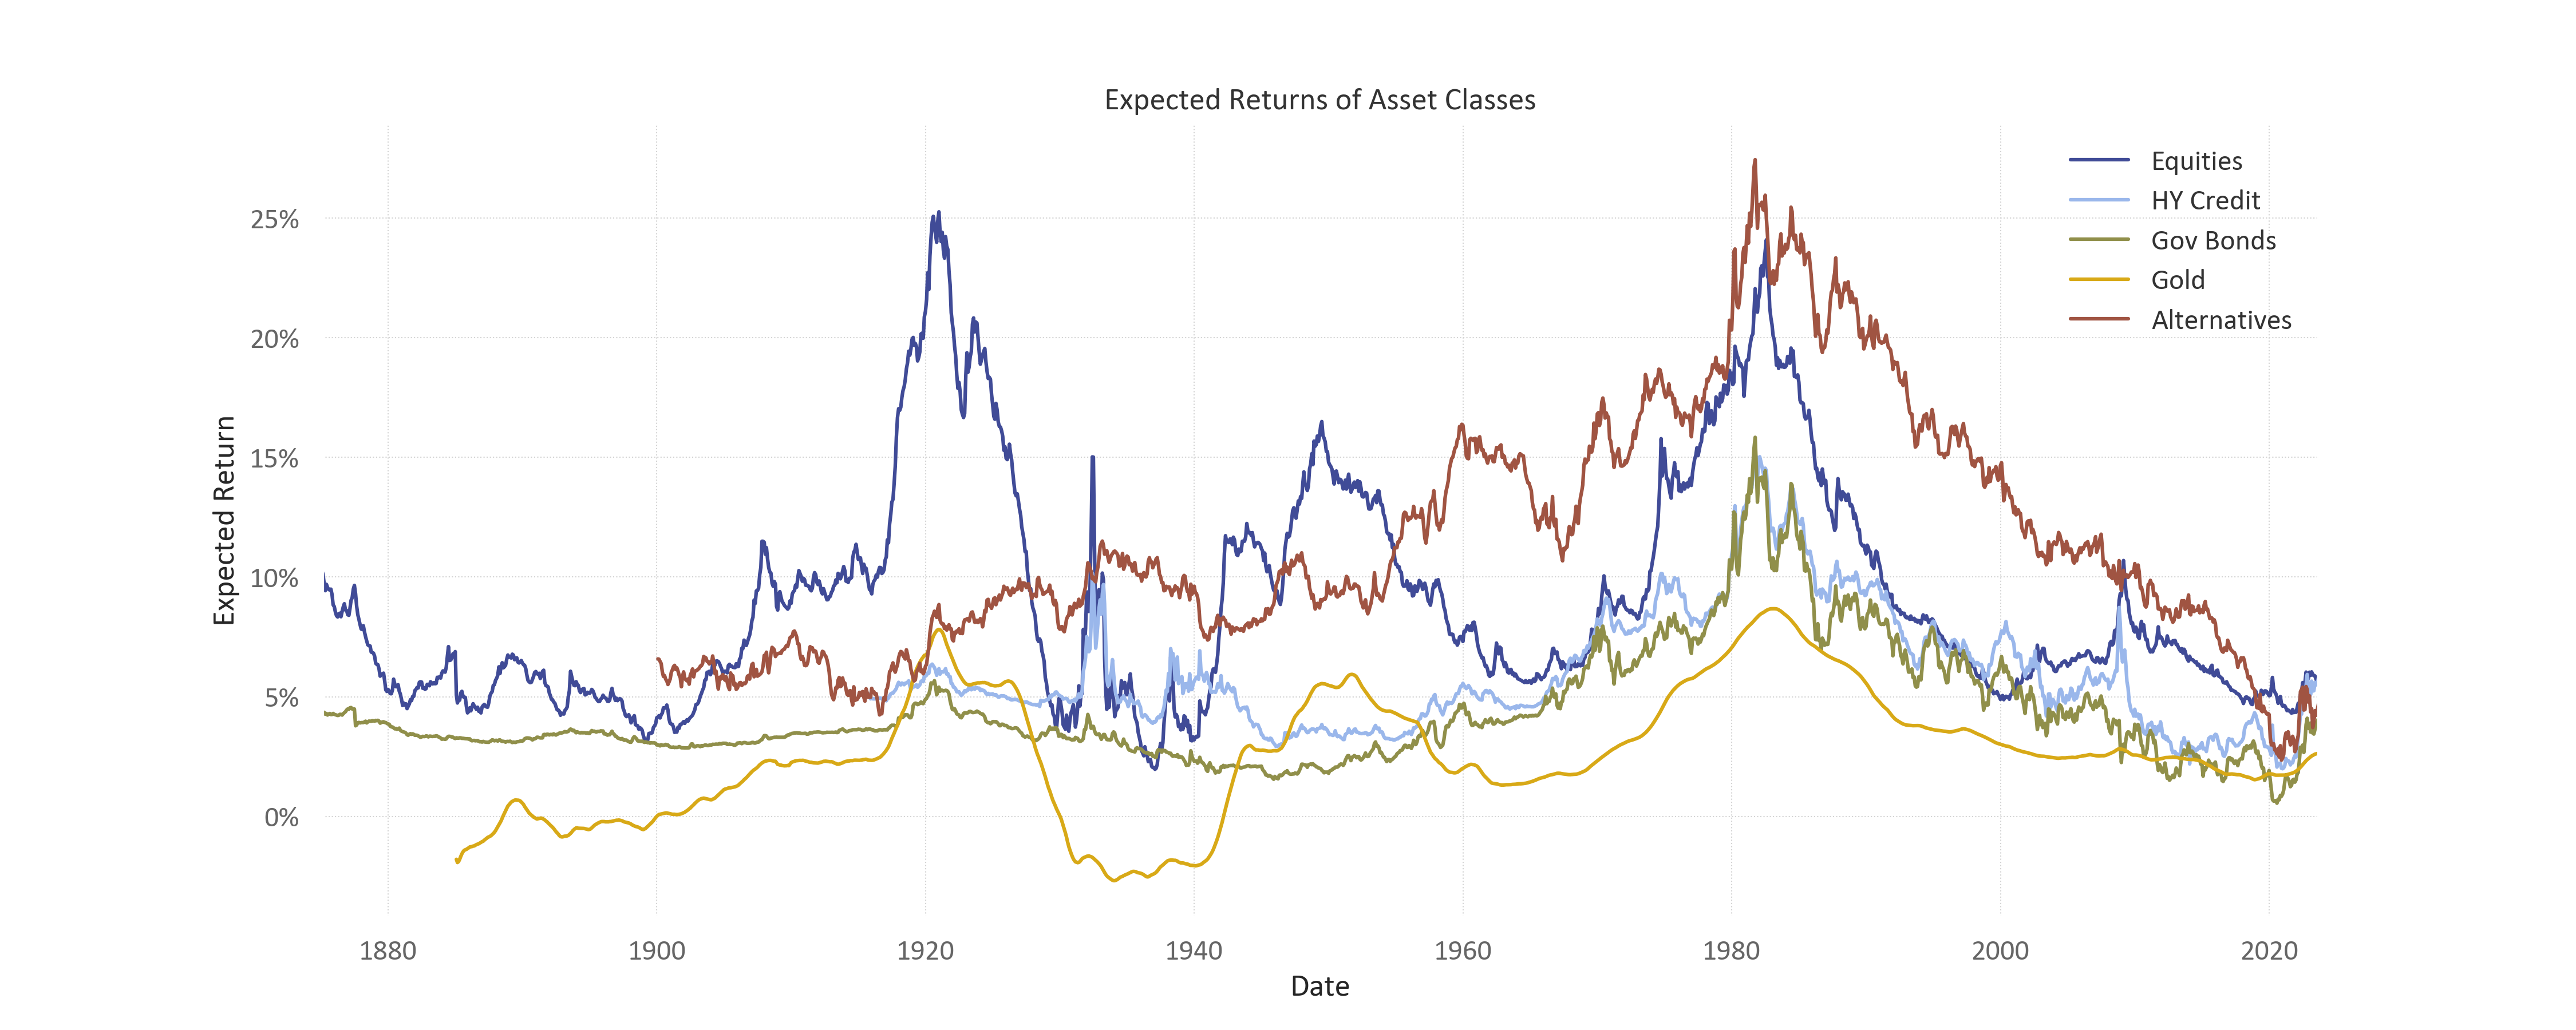 Expected Returns of Asset Classes
Equities
HY Credit
Gov Bonds
Gold
Alternatives
Expected Return
25%
20%
15%
10%
5%
0%
1880 1900 1920 1940 1960 1980 2000 2020
Date